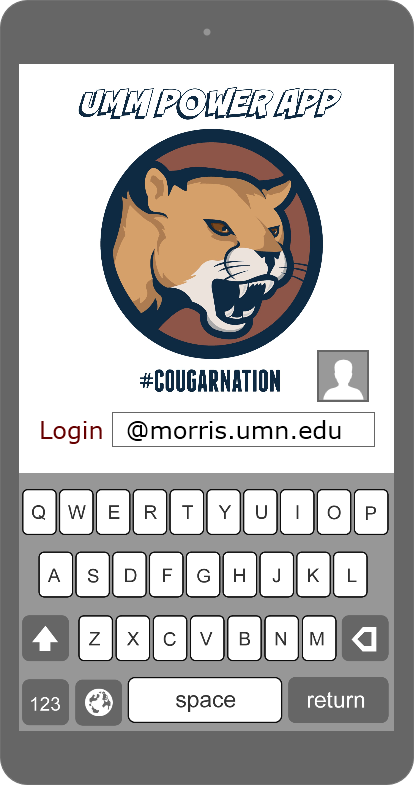 UMM POWER APP
#COUGARNATION
Login @morris.umn.edu
Q W E R T Y U I O P
A S D F G H J K L
Z X C V B N M
123 space return